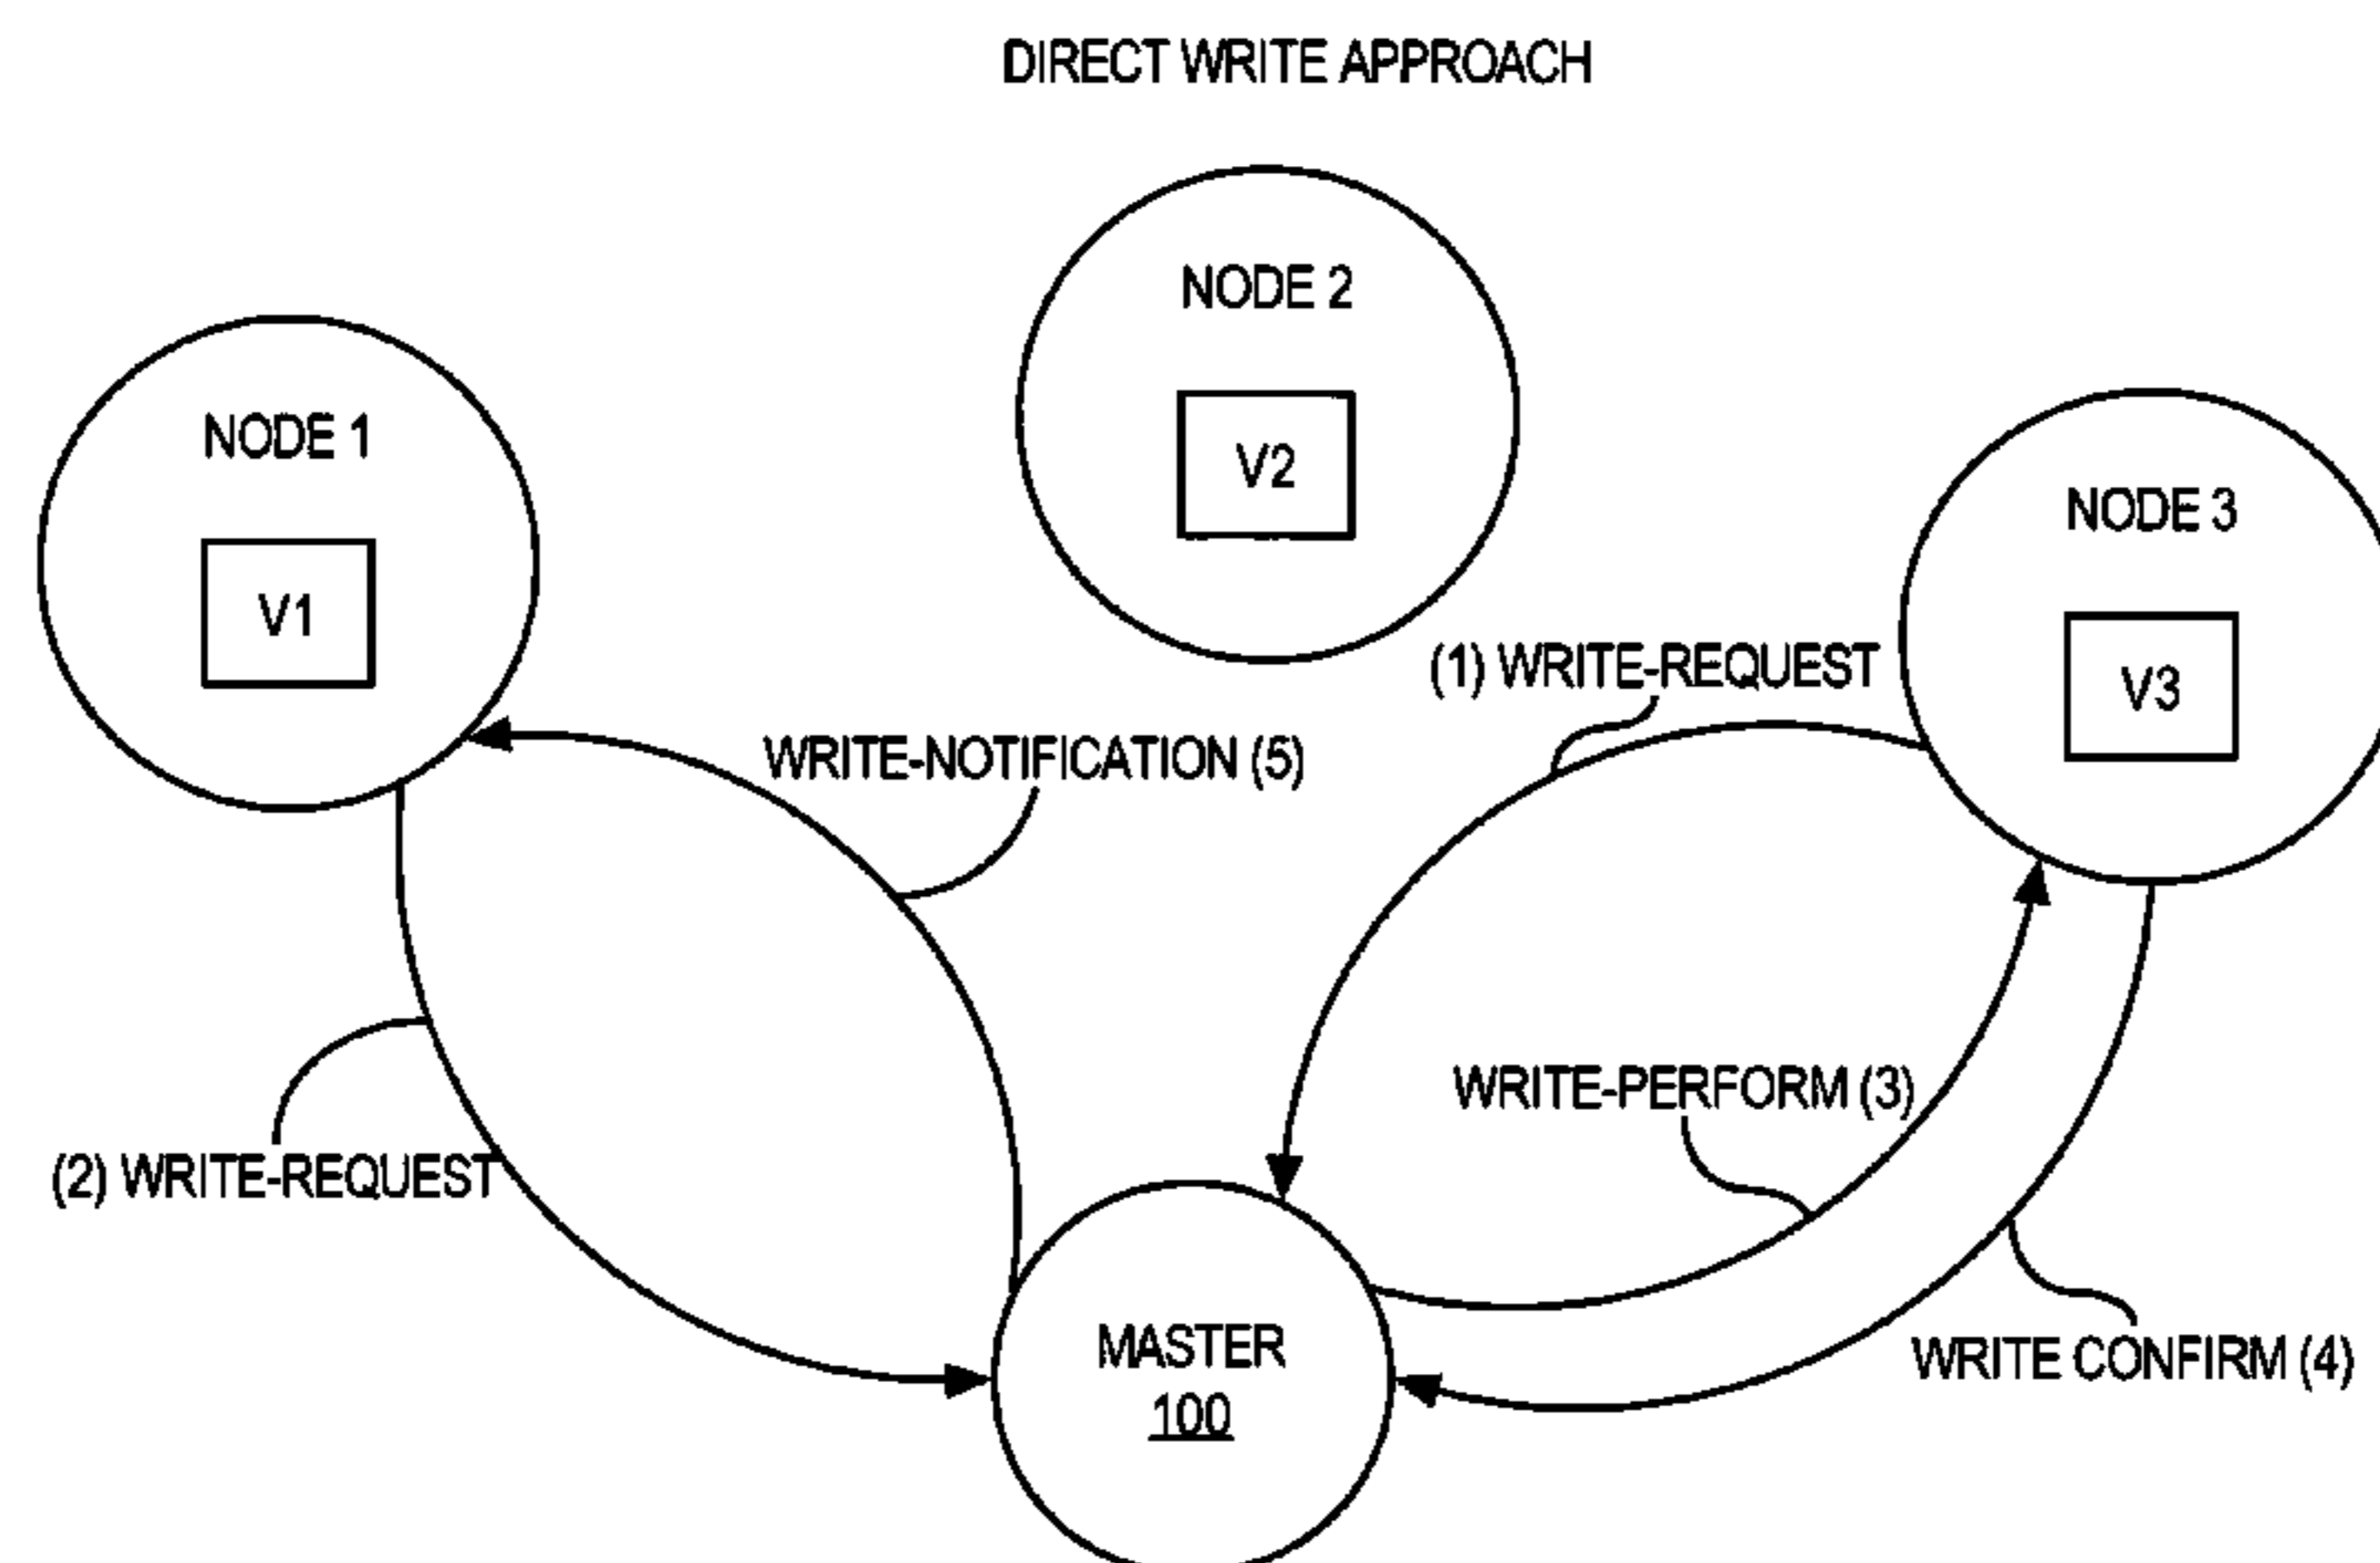 DIRECT WRITE APPROACH
NODE 2
V2
NODE 1
V1
NODE 3
V3
(1) WRITE-REQUEST
WRITE-NOTIFICATION (5)
WRITE-PERFORM (3)
(2) WRITE-REQUEST
MASTER
100
WRITE CONFIRM (4)